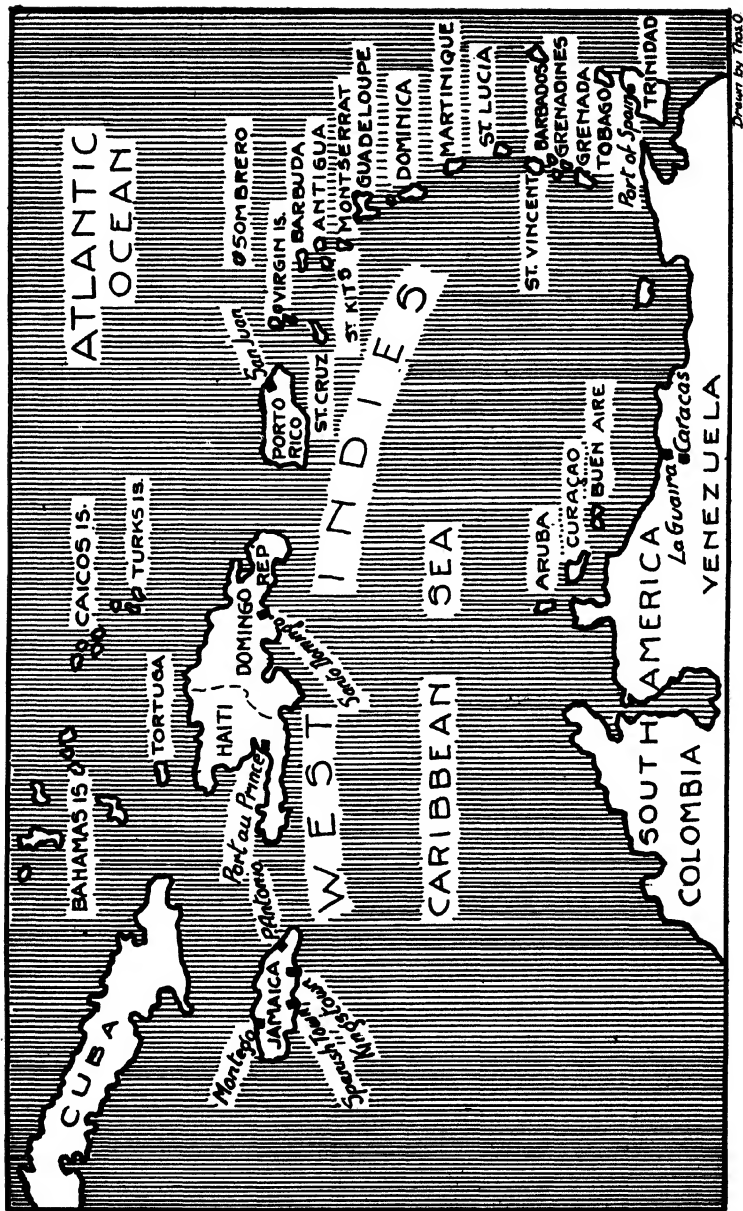 ATLANTIC
OCEAN
CUBA
BAHAMAS IS
CAICOS IS.
TURKS IS.
TORTUGA
HAITI
DOMINGO
REP
Port au Prince
Santo Domingo
Montego
P. Antonio
JAMAICA
Spanish Town
Kingstown
San Juan
PORTO
RICO
SOMBRERO
VIRGIN IS.
ST. CRUZ
BARBUDA
ANTIGUA
ST KITS
MONTSERRAT
GUADELOUPE
DOMINICA
MARTINIQUE
ST. LUCIA
ST. VINCENT
BARBADOS
GRENADINES
GRENADA
TOBAGO
Port of Spain
TRINIDAD
WEST INDIES
CARIBBEAN SEA
ARUBA
CURAÇAO
BUEN AIRE
La Guaira
Caracas
SOUTH AMERICA
COLOMBIA
VENEZUELA
Drawn by Thos. O